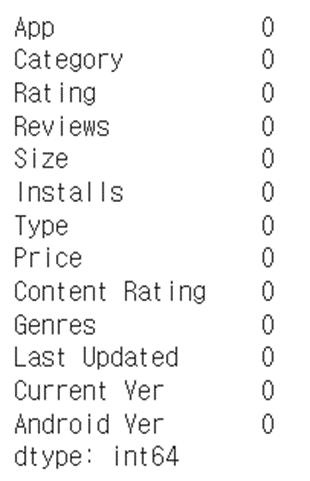 App 0
Category 0
Rating 0
Reviews 0
Size 0
Installs 0
Type 0
Price 0
Content Rating 0
Genres 0
Last Updated 0
Current Ver 0
Android Ver 0
dtype: int64